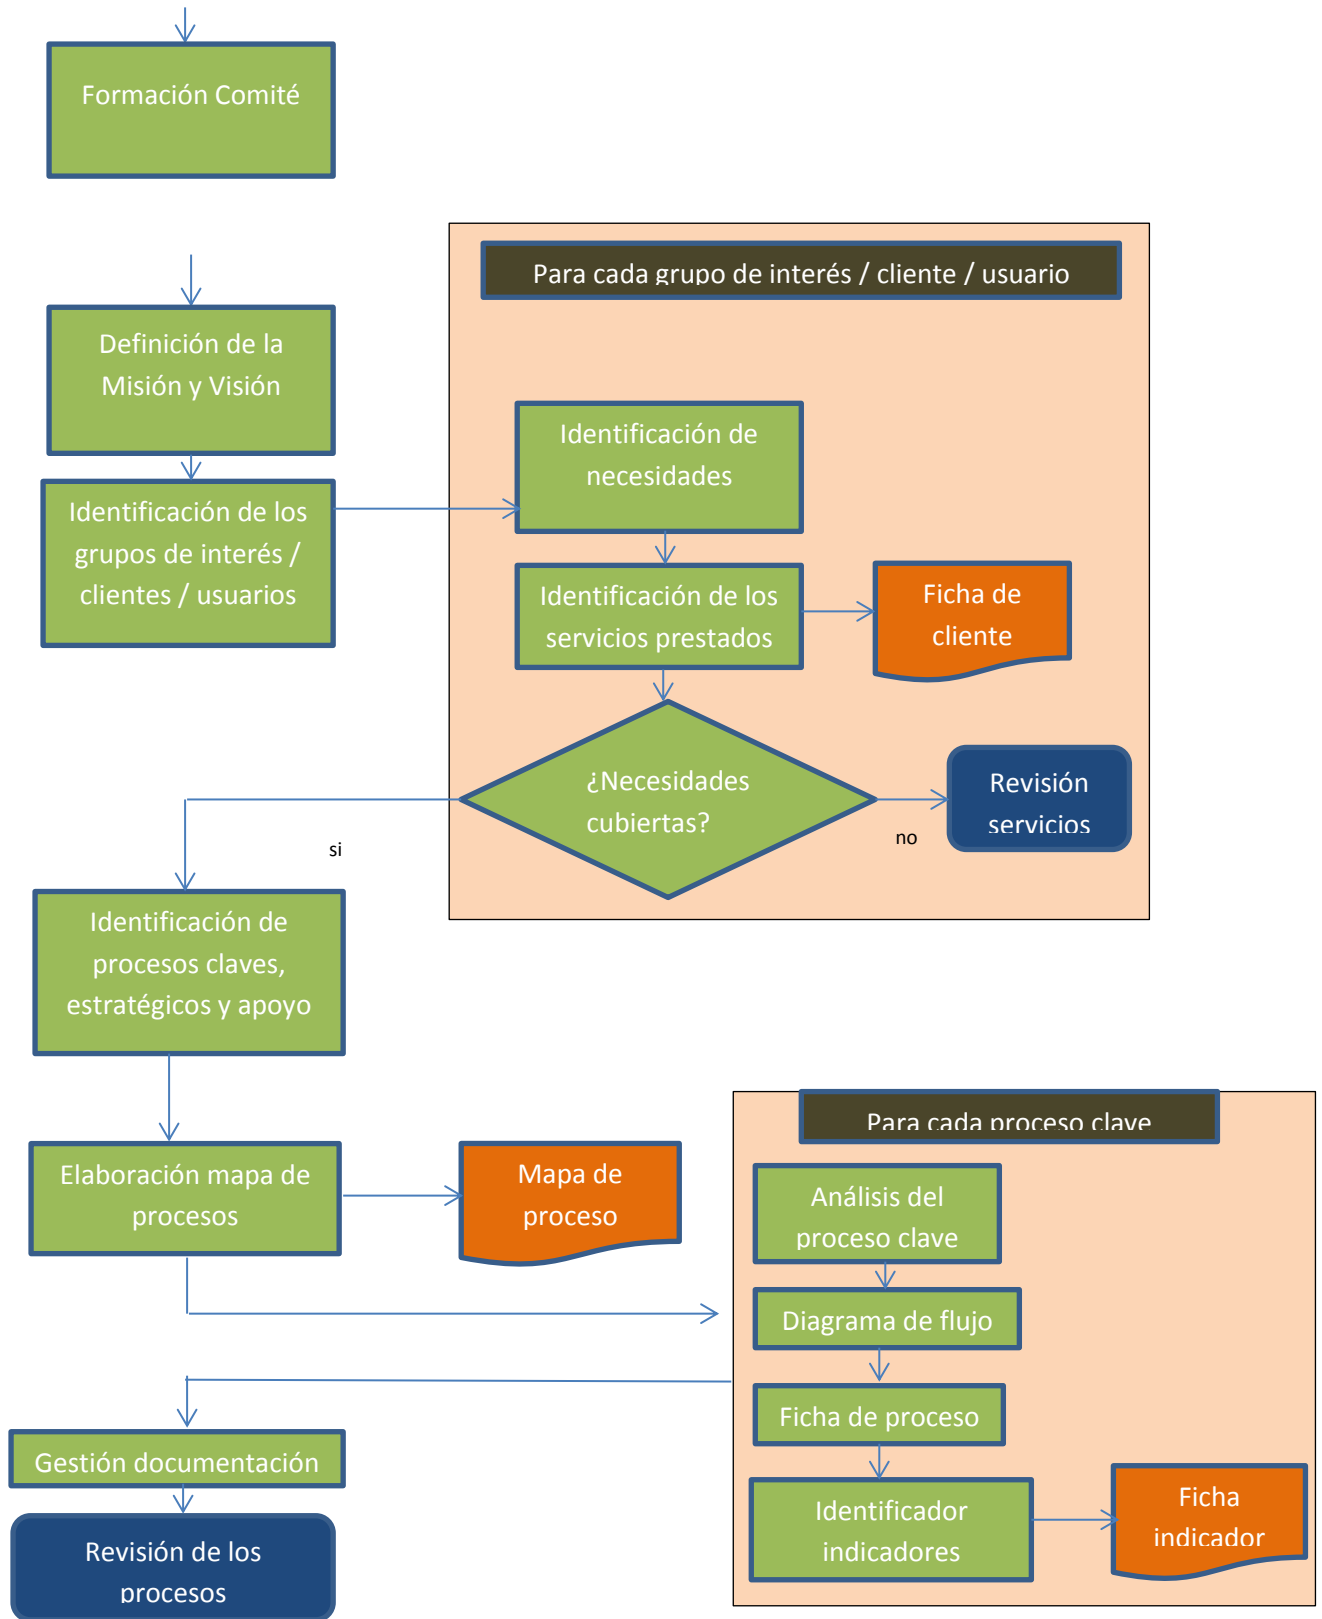 Formación Comité
Para cada grupo de interés / cliente / usuario
Definición de la
Misión y Visión
Identificación de
necesidades
Identificación de los
grupos de interés /
clientes / usuarios
Identificación de los
servicios prestados
Ficha de
cliente
¿Necesidades
cubiertas?
Revisión
servicios
si
no
Identificación de
procesos claves,
estratégicos y apoyo
Para cada proceso clave
Elaboración mapa de
procesos
Mapa de
proceso
Análisis del
proceso clave
Diagrama de flujo
Ficha de proceso
Gestión documentación
Identificador
indicadores
Ficha
indicador
Revisión de los
procesos